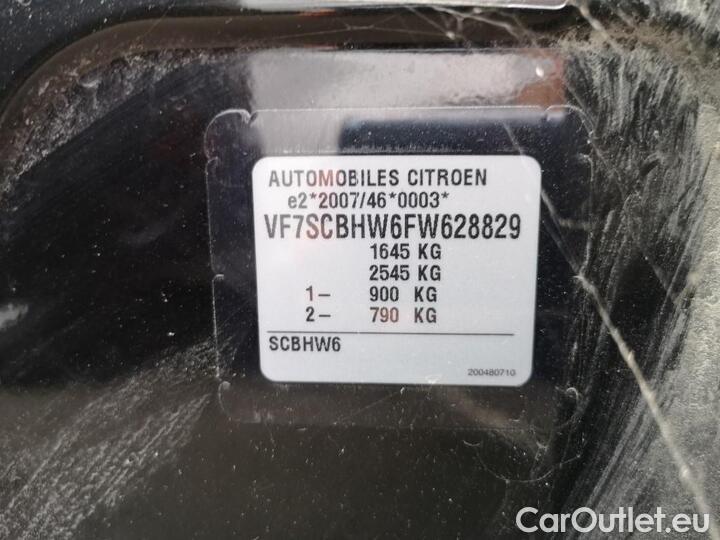 AUTOMOBILES CITROEN
e2*2007/46*0003*
VF7SCBHW6FW628829
1645 KG
2545 KG
1- 900 KG
2- 790 KG
SCBHW6
200480710
CarOutlet.eu